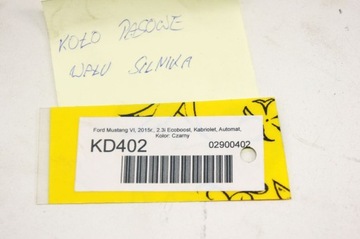 KOŁO PASOWE
WAŁU SILNIKA
Ford Mustang VI, 2015r., 2.3i Ecoboost, Kabriolet, Automat,
Kolor: Czarny
KD402
02900402